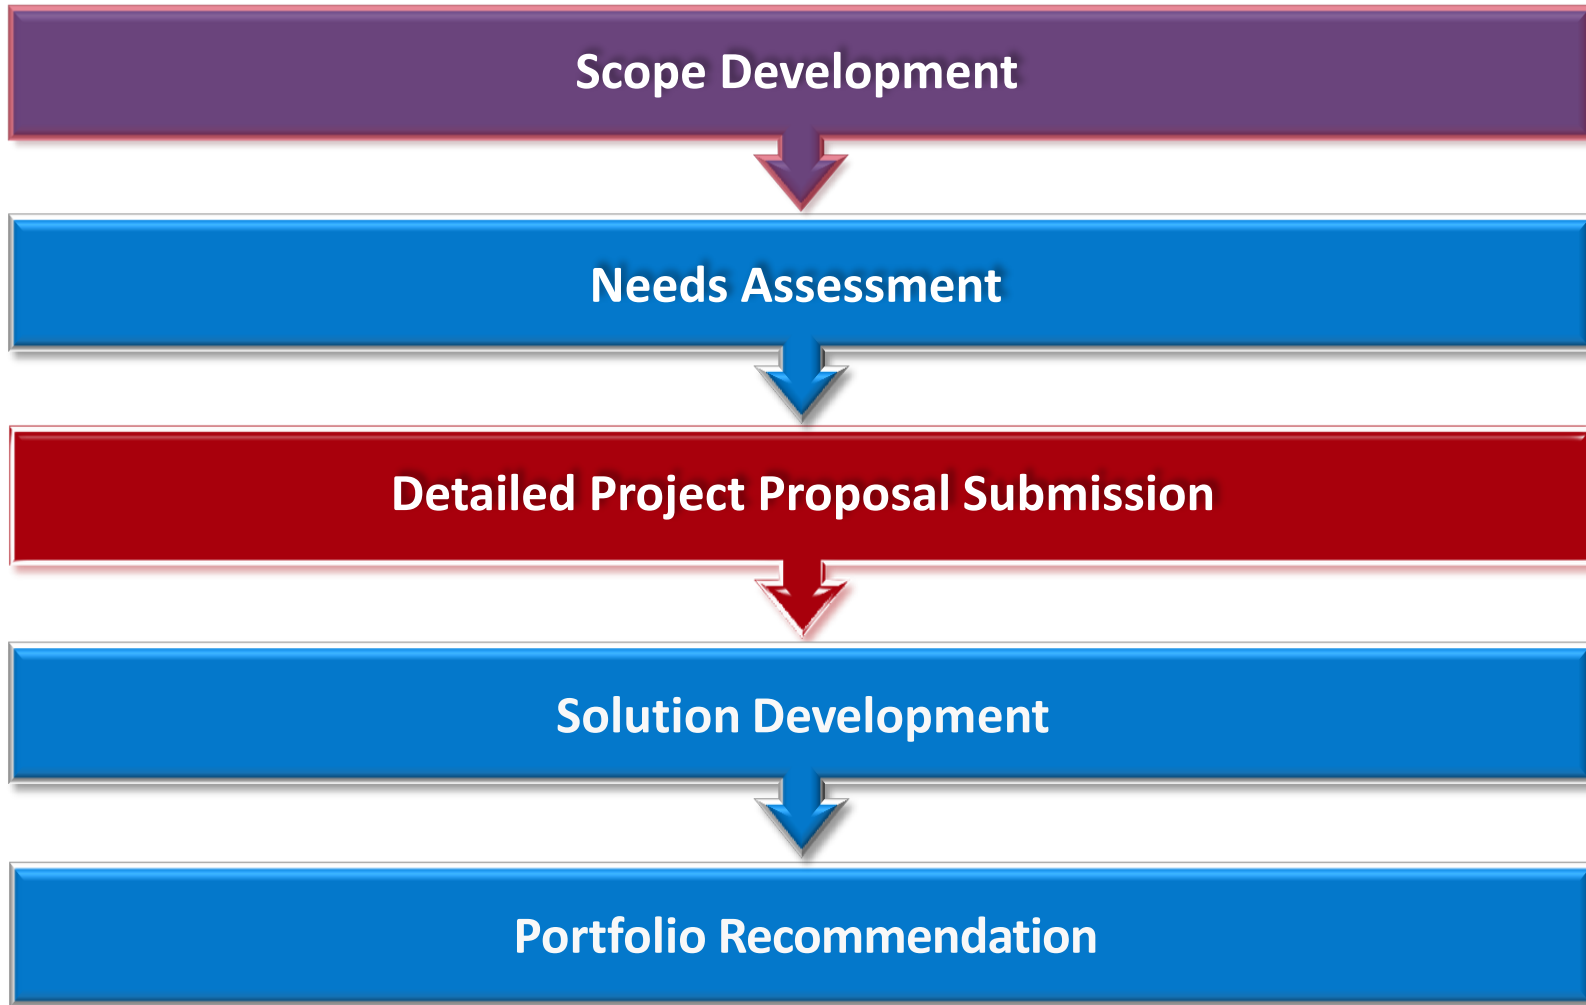 Scope Development
Needs Assessment
Detailed Project Proposal Submission
Solution Development
Portfolio Recommendation